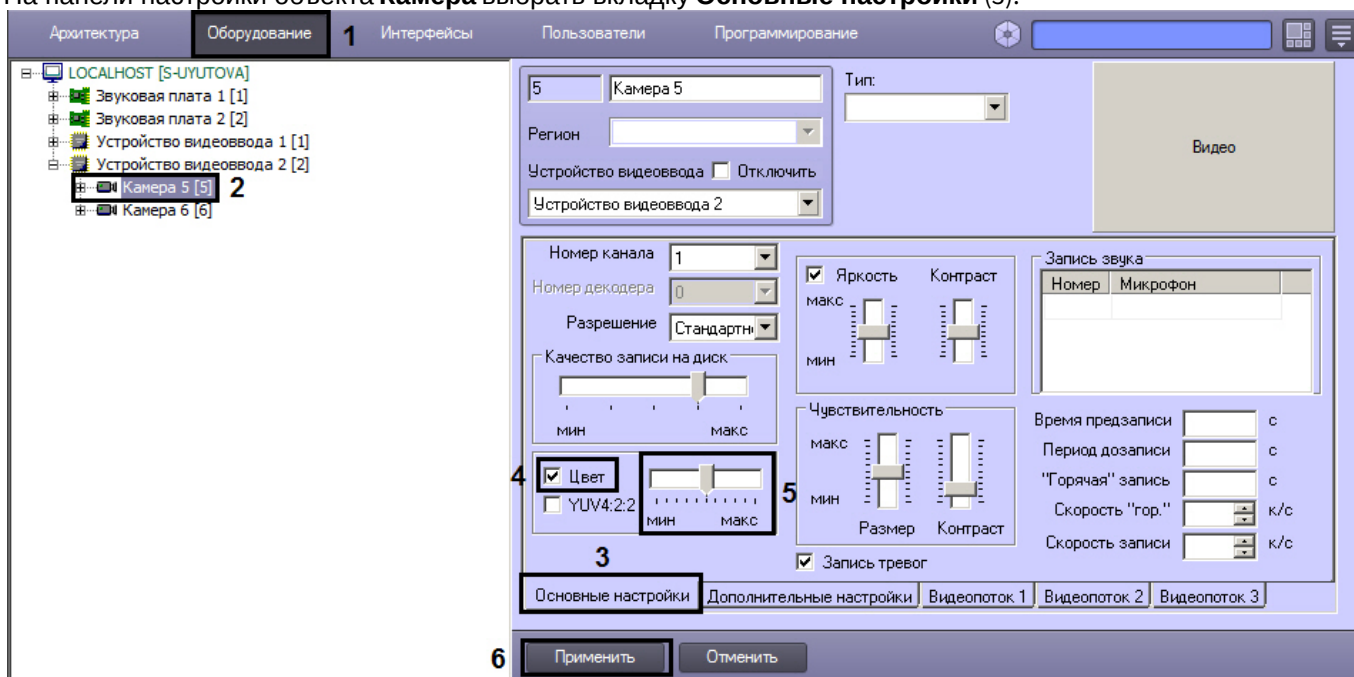 На панели настройки объекта Камера выбрать вкладку Основные настройки (3).
Архитектура Оборудование 1 Интерфейсы Пользователи Программирование
LOCALHOST [S-UYUTOVA]
Звуковая плата 1 [1]
Звуковая плата 2 [2]
Устройство видеоввода 1 [1]
Устройство видеоввода 2 [2]
Камера 5 [5] 2
Камера 6 [6]
5 Камера 5
Тип:
Регион
Устройство видеоввода Отключить
Устройство видеоввода 2
Видео
Номер канала 1
Номер декодера 0
Разрешение Стандартн
Качество записи на диск
мин макс
4 Цвет
YUV4:2:2
мин макс
5
3
Яркость Контраст
макс
мин
Чувствительность
макс
мин
Размер Контраст
Запись тревог
Запись звука
Номер Микрофон
Время предзаписи с
Период дозаписи с
"Горячая" запись с
Скорость "гор." к/с
Скорость записи к/с
Основные настройки Дополнительные настройки Видеопоток 1 Видеопоток 2 Видеопоток 3
6 Применить Отменить